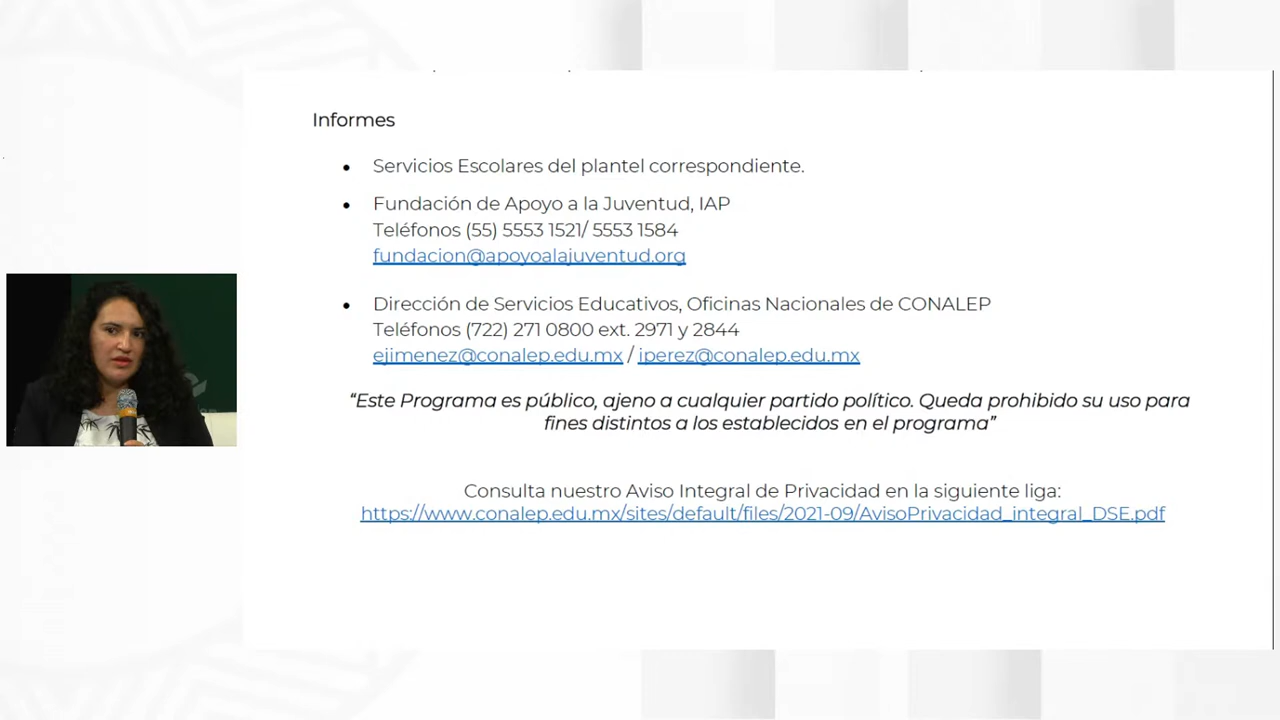 Informes
• Servicios Escolares del plantel correspondiente.
• Fundación de Apoyo a la Juventud, IAP
Teléfonos (55) 5553 1521/ 5553 1584
fundacion@apoyoalajuventud.org
• Dirección de Servicios Educativos, Oficinas Nacionales de CONALEP
Teléfonos (722) 271 0800 ext. 2971 y 2844
ejimenez@conalep.edu.mx / jperez@conalep.edu.mx
“Este Programa es público, ajeno a cualquier partido político. Queda prohibido su uso para
fines distintos a los establecidos en el programa”
Consulta nuestro Aviso Integral de Privacidad en la siguiente liga:
https://www.conalep.edu.mx/sites/default/files/2021-09/AvisoPrivacidad_integral_DSE.pdf